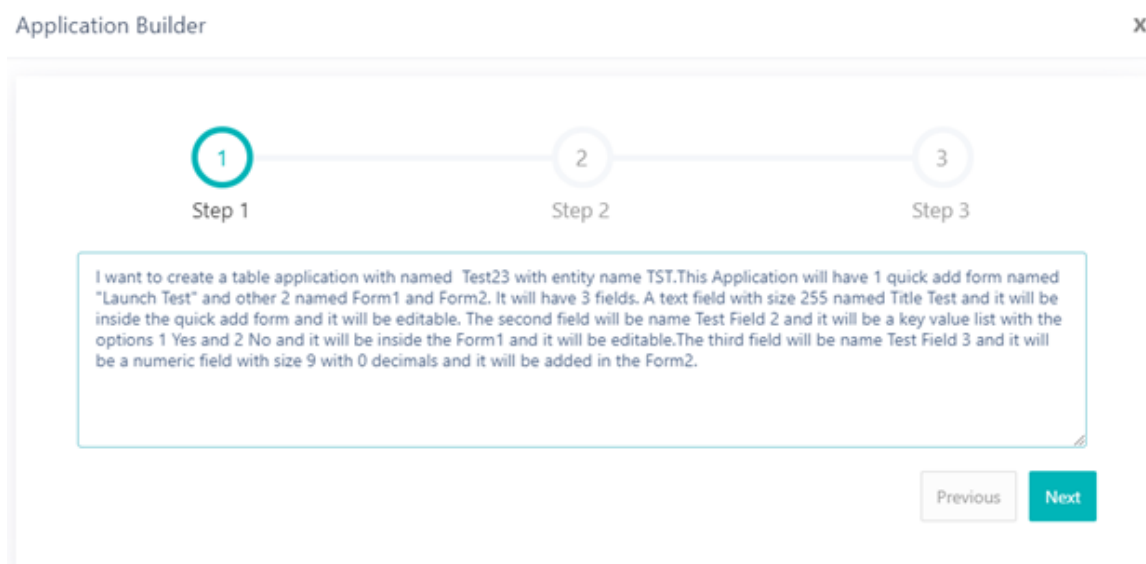 Application Builder
X
1
2
3
Step 1
Step 2
Step 3
I want to create a table application with named  Test23 with entity name TST.This Application will have 1 quick add form named
"Launch Test" and other 2 named Form1 and Form2. It will have 3 fields. A text field with size 255 named Title Test and it will be
inside the quick add form and it will be editable. The second field will be name Test Field 2 and it will be a key value list with the
options 1 Yes and 2 No and it will be inside the Form1 and it will be editable.The third field will be name Test Field 3 and it will
be a numeric field with size 9 with 0 decimals and it will be added in the Form2.
Previous
Next